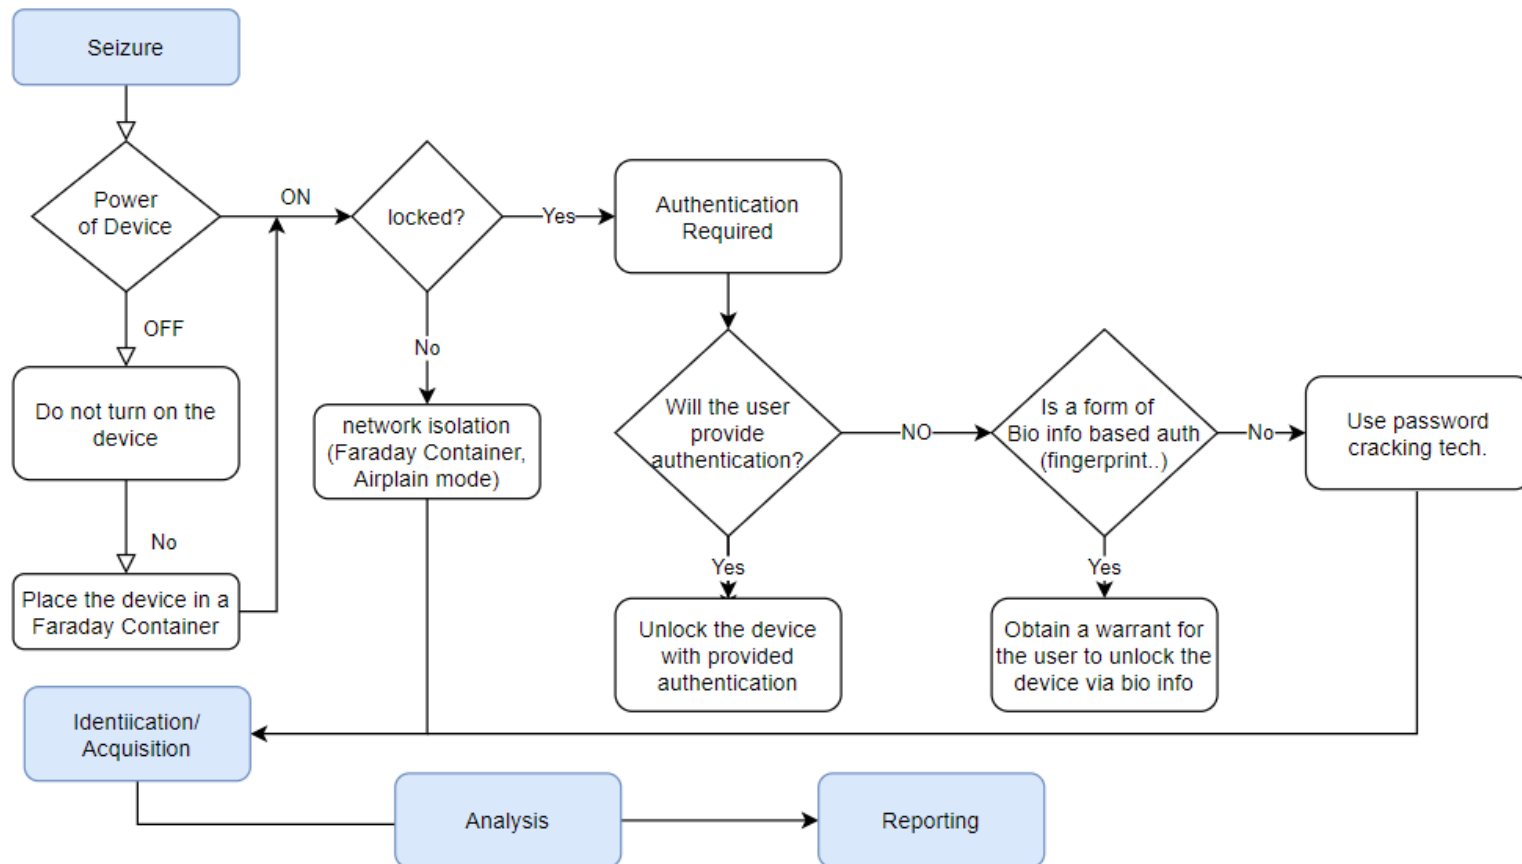 Seizure
Power
of Device
ON
locked?
Yes
Authentication
Required
OFF
No
Do not turn on the
device
network isolation
(Faraday Container,
Airplain mode)
Will the user
provide
authentication?
NO
Is a form of
Bio info based auth
(fingerprint..)
No
Use password
cracking tech.
No
Place the device in a
Faraday Container
Yes
Unlock the device
with provided
authentication
Yes
Obtain a warrant for
the user to unlock the
device via bio info
Identiication/
Acquisition
Analysis
Reporting